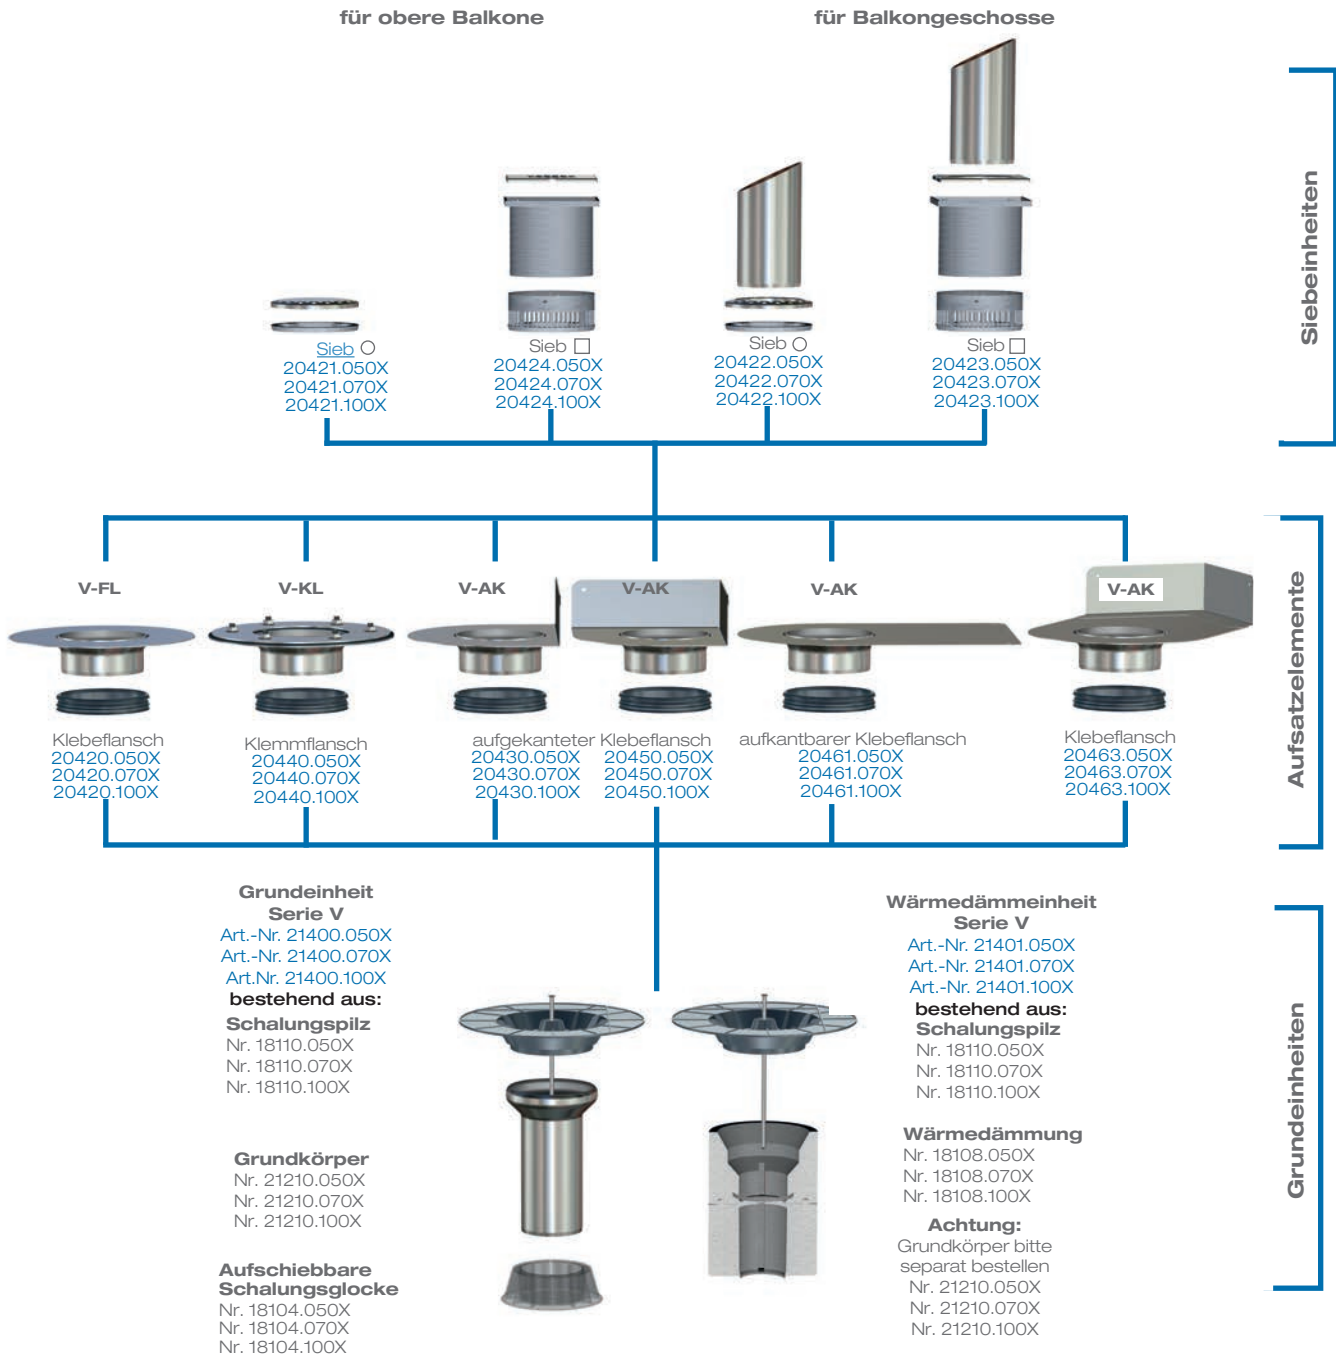 für obere Balkone
für Balkongeschosse
Siebeinheiten
Sieb
20421.050X
20421.070X
20421.100X
Sieb
20424.050X
20424.070X
20424.100X
Sieb
20422.050X
20422.070X
20422.100X
Sieb
20423.050X
20423.070X
20423.100X
Aufsatzelemente
V-FL
V-KL
V-AK
V-AK
V-AK
V-AK
Klebeflansch
20420.050X
20420.070X
20420.100X
Klemmflansch
20440.050X
20440.070X
20440.100X
aufgekanteter Klebeflansch
20430.050X
20430.070X
20430.100X
20450.050X
20450.070X
20450.100X
aufkantbarer Klebeflansch
20461.050X
20461.070X
20461.100X
Klebeflansch
20463.050X
20463.070X
20463.100X
Grundeinheiten
Grundeinheit
Serie V
Art.-Nr. 21400.050X
Art.-Nr. 21400.070X
Art.Nr. 21400.100X
bestehend aus:
Schalungspilz
Nr. 18110.050X
Nr. 18110.070X
Nr. 18110.100X
Grundkörper
Nr. 21210.050X
Nr. 21210.070X
Nr. 21210.100X
Aufschiebbare
Schalungsglocke
Nr. 18104.050X
Nr. 18104.070X
Nr. 18104.100X
Wärmedämmeinheit
Serie V
Art.-Nr. 21401.050X
Art.-Nr. 21401.070X
Art.-Nr. 21401.100X
bestehend aus:
Schalungspilz
Nr. 18110.050X
Nr. 18110.070X
Nr. 18110.100X
Wärmedämmung
Nr. 18108.050X
Nr. 18108.070X
Nr. 18108.100X
Achtung:
Grundkörper bitte
separat bestellen
Nr. 21210.050X
Nr. 21210.070X
Nr. 21210.100X